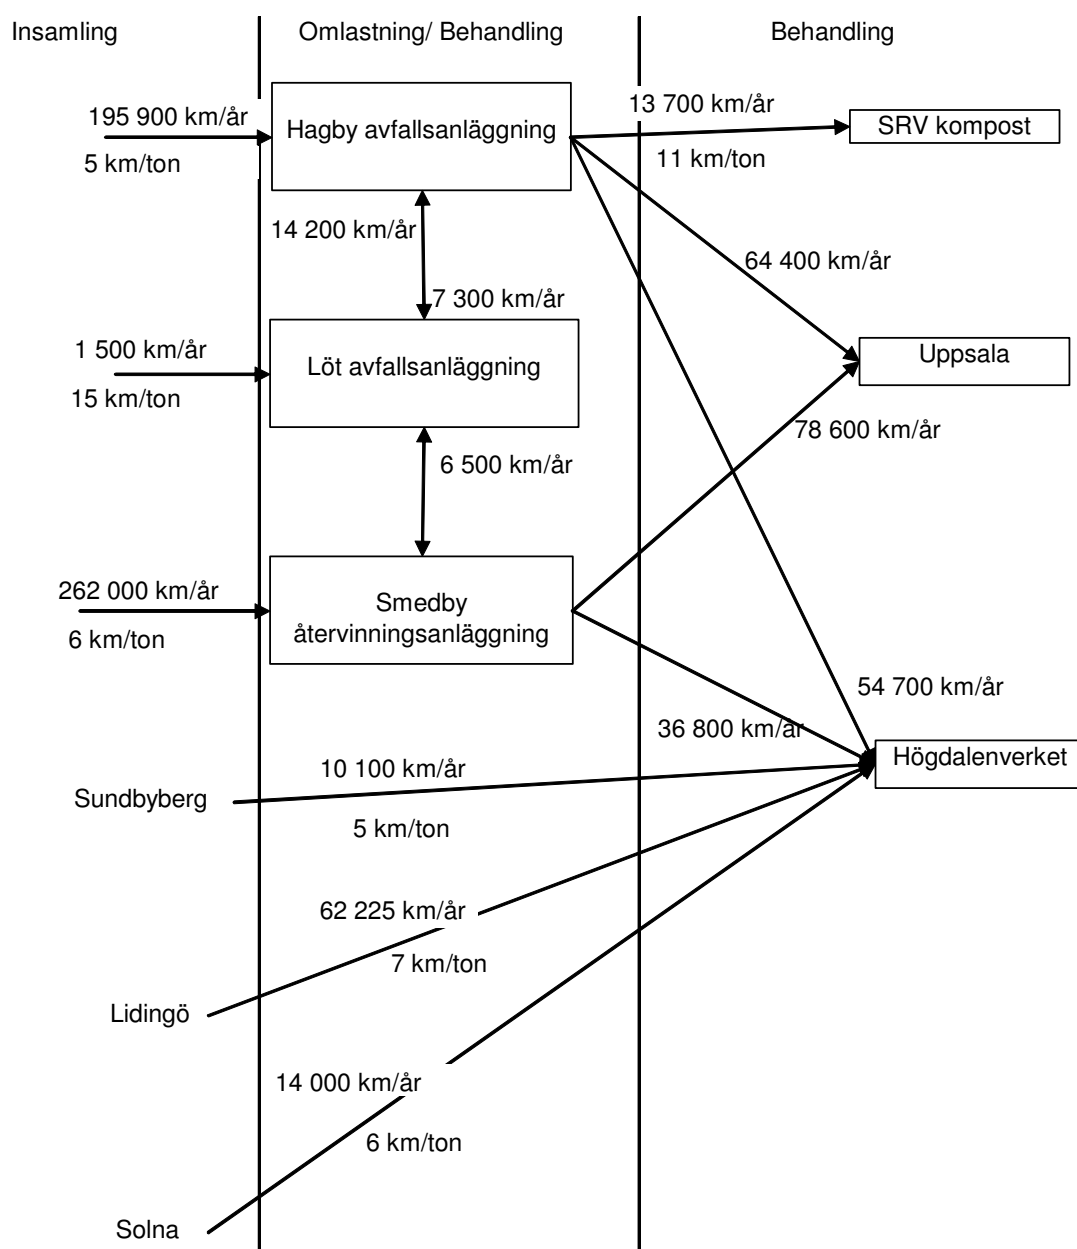 Insamling
Omlastning/ Behandling
Behandling
195 900 km/år
5 km/ton
Hagby avfallsanläggning
13 700 km/år
11 km/ton
SRV kompost
14 200 km/år
64 400 km/år
7 300 km/år
1 500 km/år
15 km/ton
Löt avfallsanläggning
Uppsala
78 600 km/år
6 500 km/år
262 000 km/år
6 km/ton
Smedby
återvinningsanläggning
54 700 km/år
36 800 km/år
Högdalenverket
10 100 km/år
Sundbyberg
5 km/ton
62 225 km/år
7 km/ton
Lidingö
14 000 km/år
6 km/ton
Solna